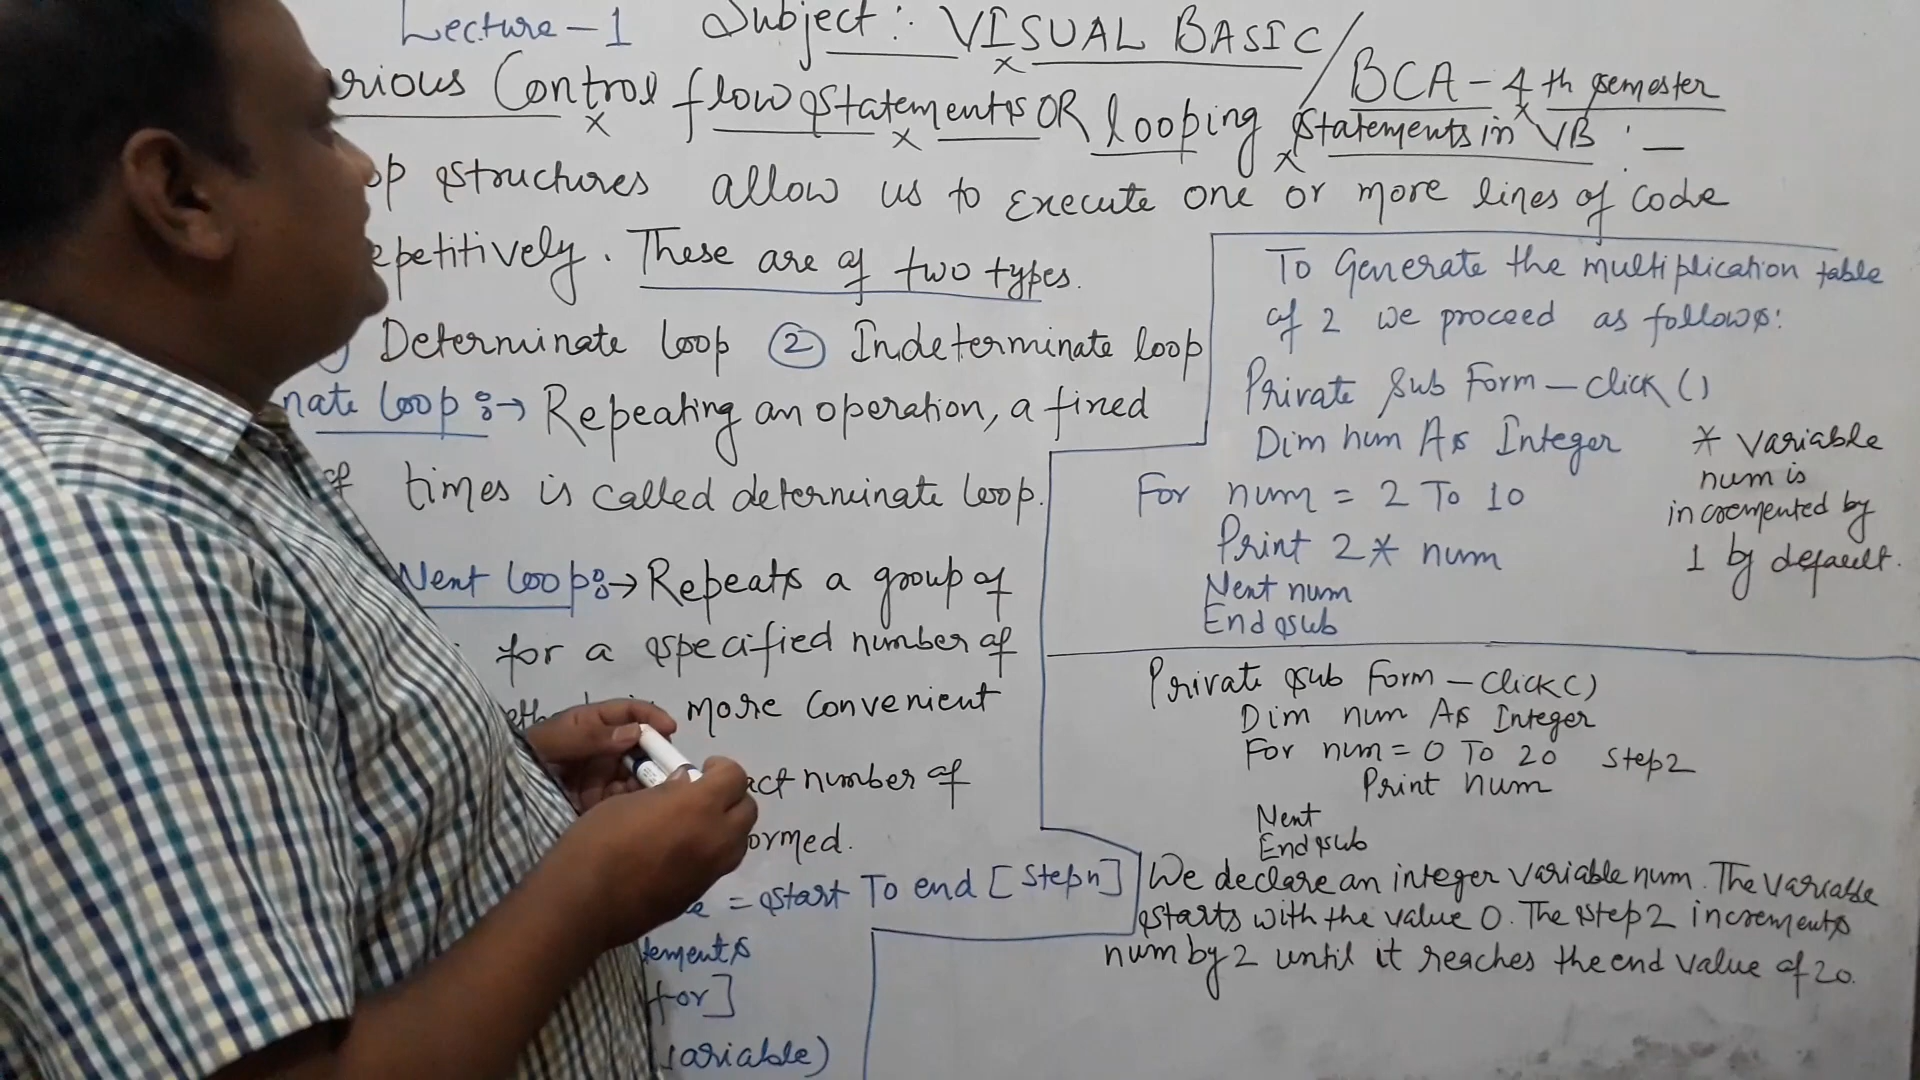 Lecture-1 Subject: VISUAL BASIC/
BCA-4th semester
rious Control flow statements OR looping statements in VB :-
op structures allow us to execute one or more lines of code
epetitively. These are of two types.
Determinate loop ② Indeterminate loop
nate loop :→ Repeating an operation, a fixed
of times is called determinate loop.
Next loop:→ Repeats a group of
for a specified number of
more convenient
act number of
ormed.
e = start To end [Step n]
tements
for]
variable)
To Generate the multiplication table
of 2 we proceed as follows:
Private Sub Form-click()
Dim num As Integer
For num = 2 To 10
Print 2* num
Next num
End sub
* variable
num is
incremented by
1 by default.
Private sub Form-click()
Dim num As Integer
For num = 0 To 20 Step2
Print num
Next
End sub
We declare an integer variable num. The variable
starts with the value 0. The step2 increments
num by 2 until it reaches the end value of 20.